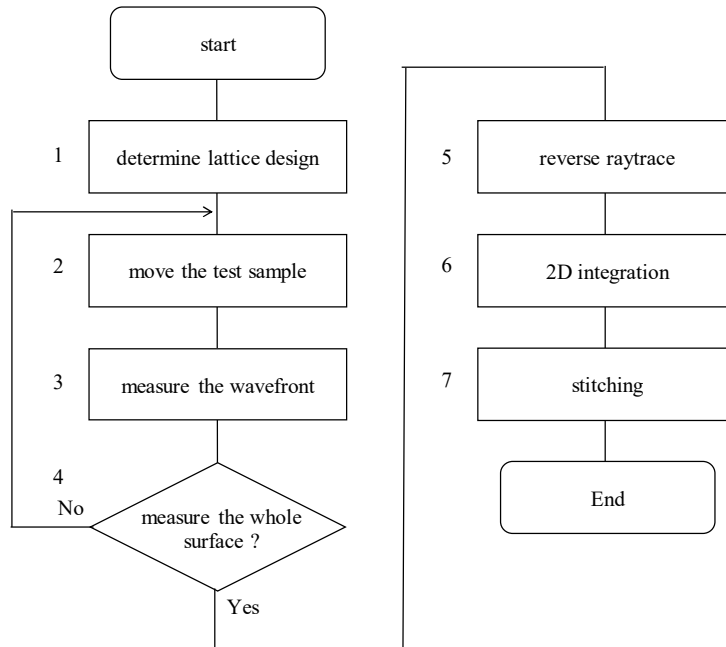 start
1
determine lattice design
2
move the test sample
3
measure the wavefront
4
No
measure the whole
surface ?
Yes
5
reverse raytrace
6
2D integration
7
stitching
End